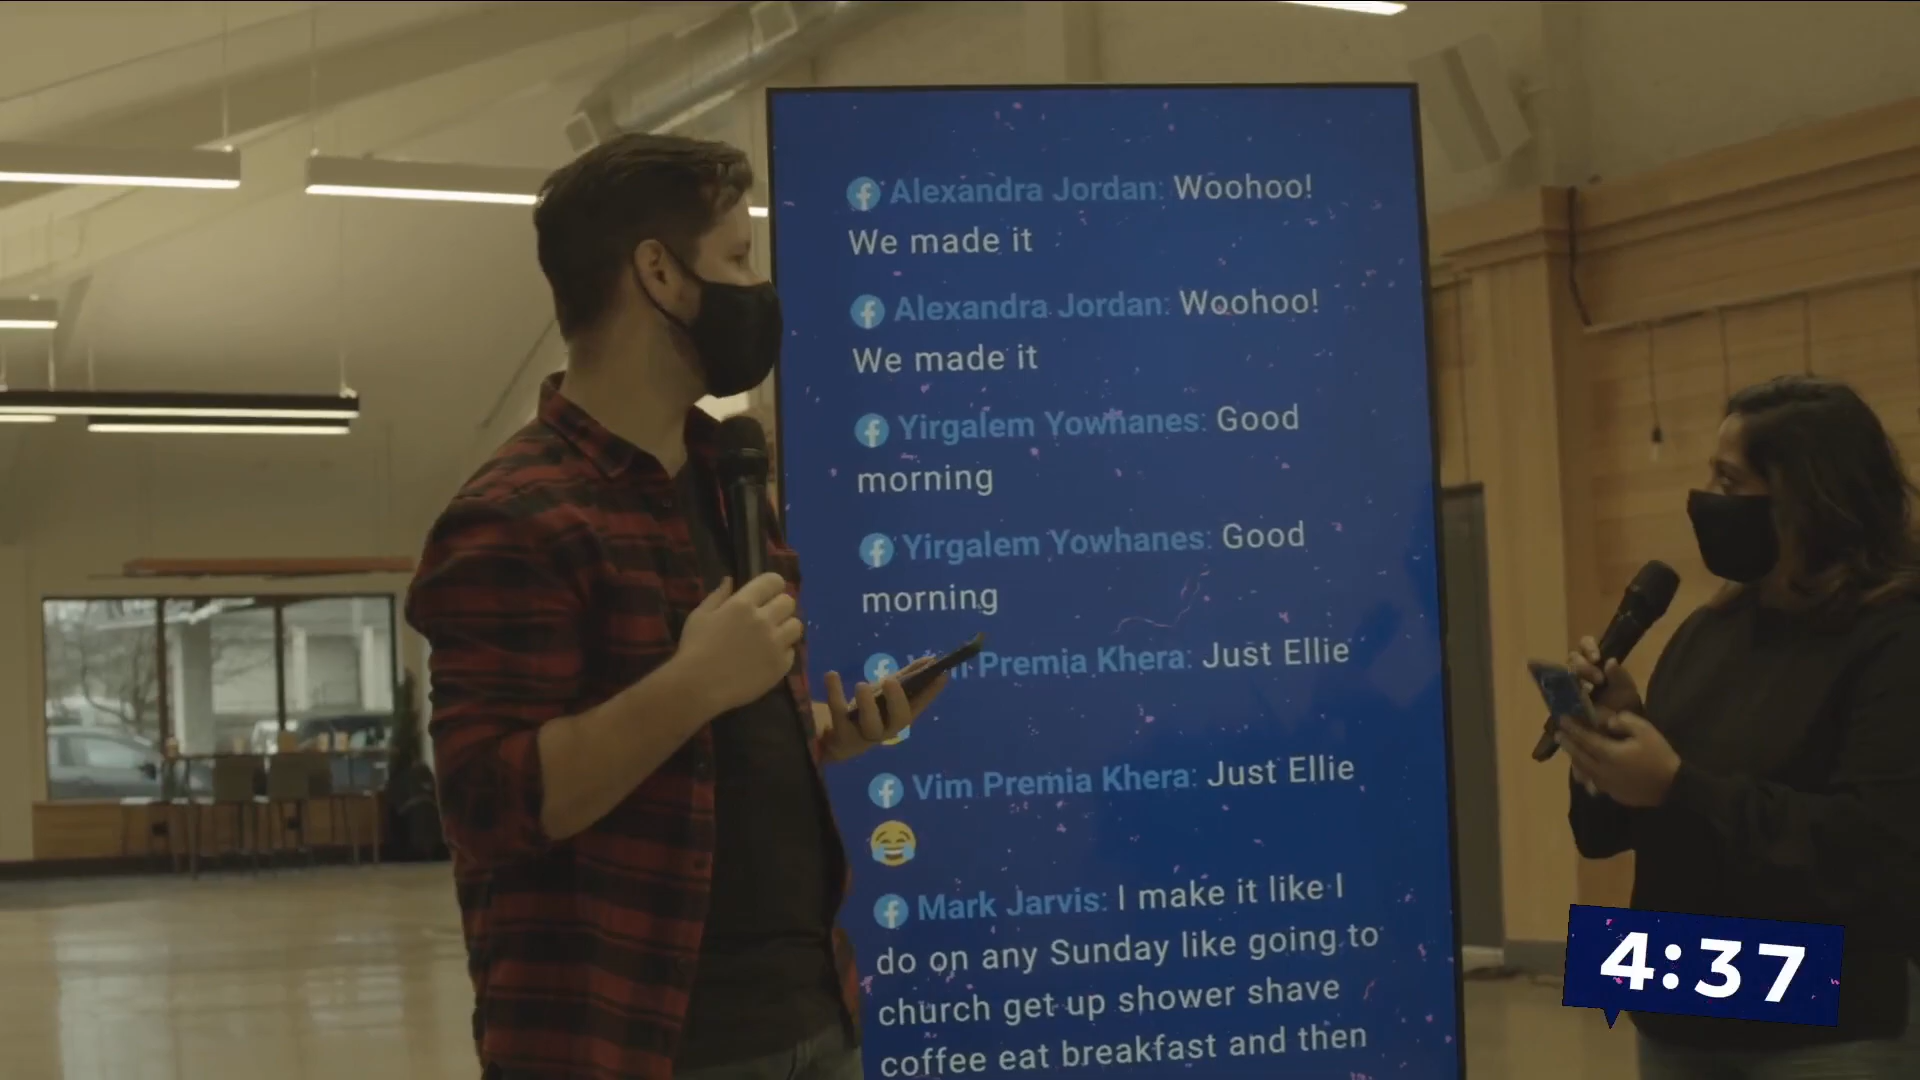 Alexandra Jordan: Woohoo!
We made it
Alexandra Jordan: Woohoo!
We made it
Yirgalem Yowhanes: Good
morning
Yirgalem Yowhanes: Good
morning
Premia Khera: Just Ellie
Vim Premia Khera: Just Ellie
😂
Mark Jarvis: I make it like I
do on any Sunday like going to
church get up shower shave
coffee eat breakfast and then
4:37